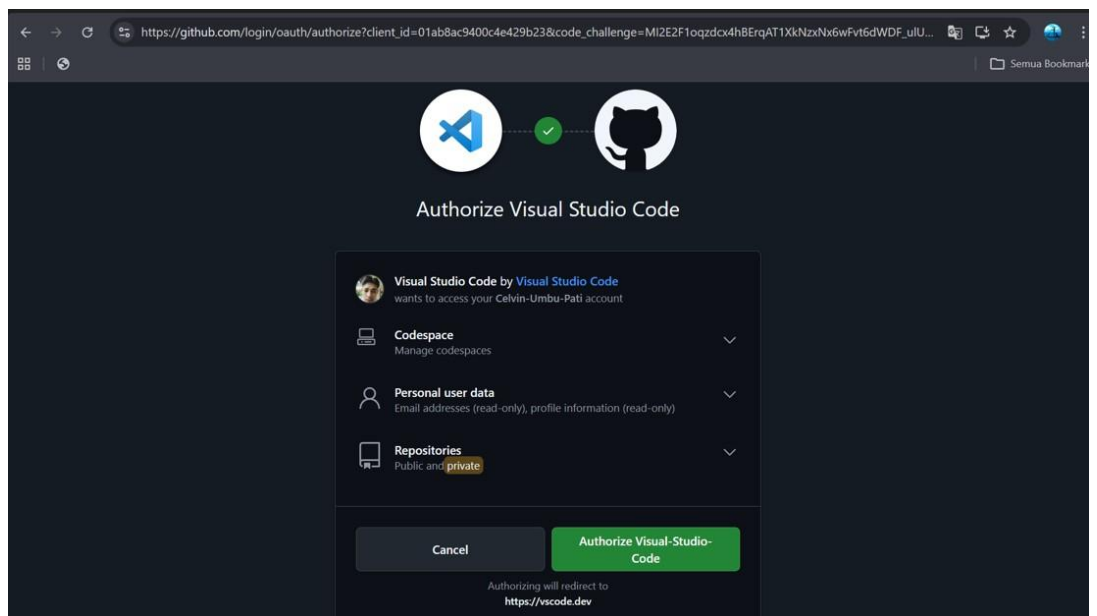 https://github.com/login/oauth/authorize?client_id=01ab8ac9400c4e429b23&code_challenge=MI2E2F1oqzdcx4hBErqAT1XkNzxNx6wFvt6dWDF_ulU...
Semua Bookmark
Authorize Visual Studio Code
Visual Studio Code by Visual Studio Code
wants to access your Celvin-Umbu-Pati account
Codespace
Manage codespaces
Personal user data
Email addresses (read-only), profile information (read-only)
Repositories
Public and private
Cancel
Authorize Visual-Studio-
Code
Authorizing will redirect to
https://vscode.dev